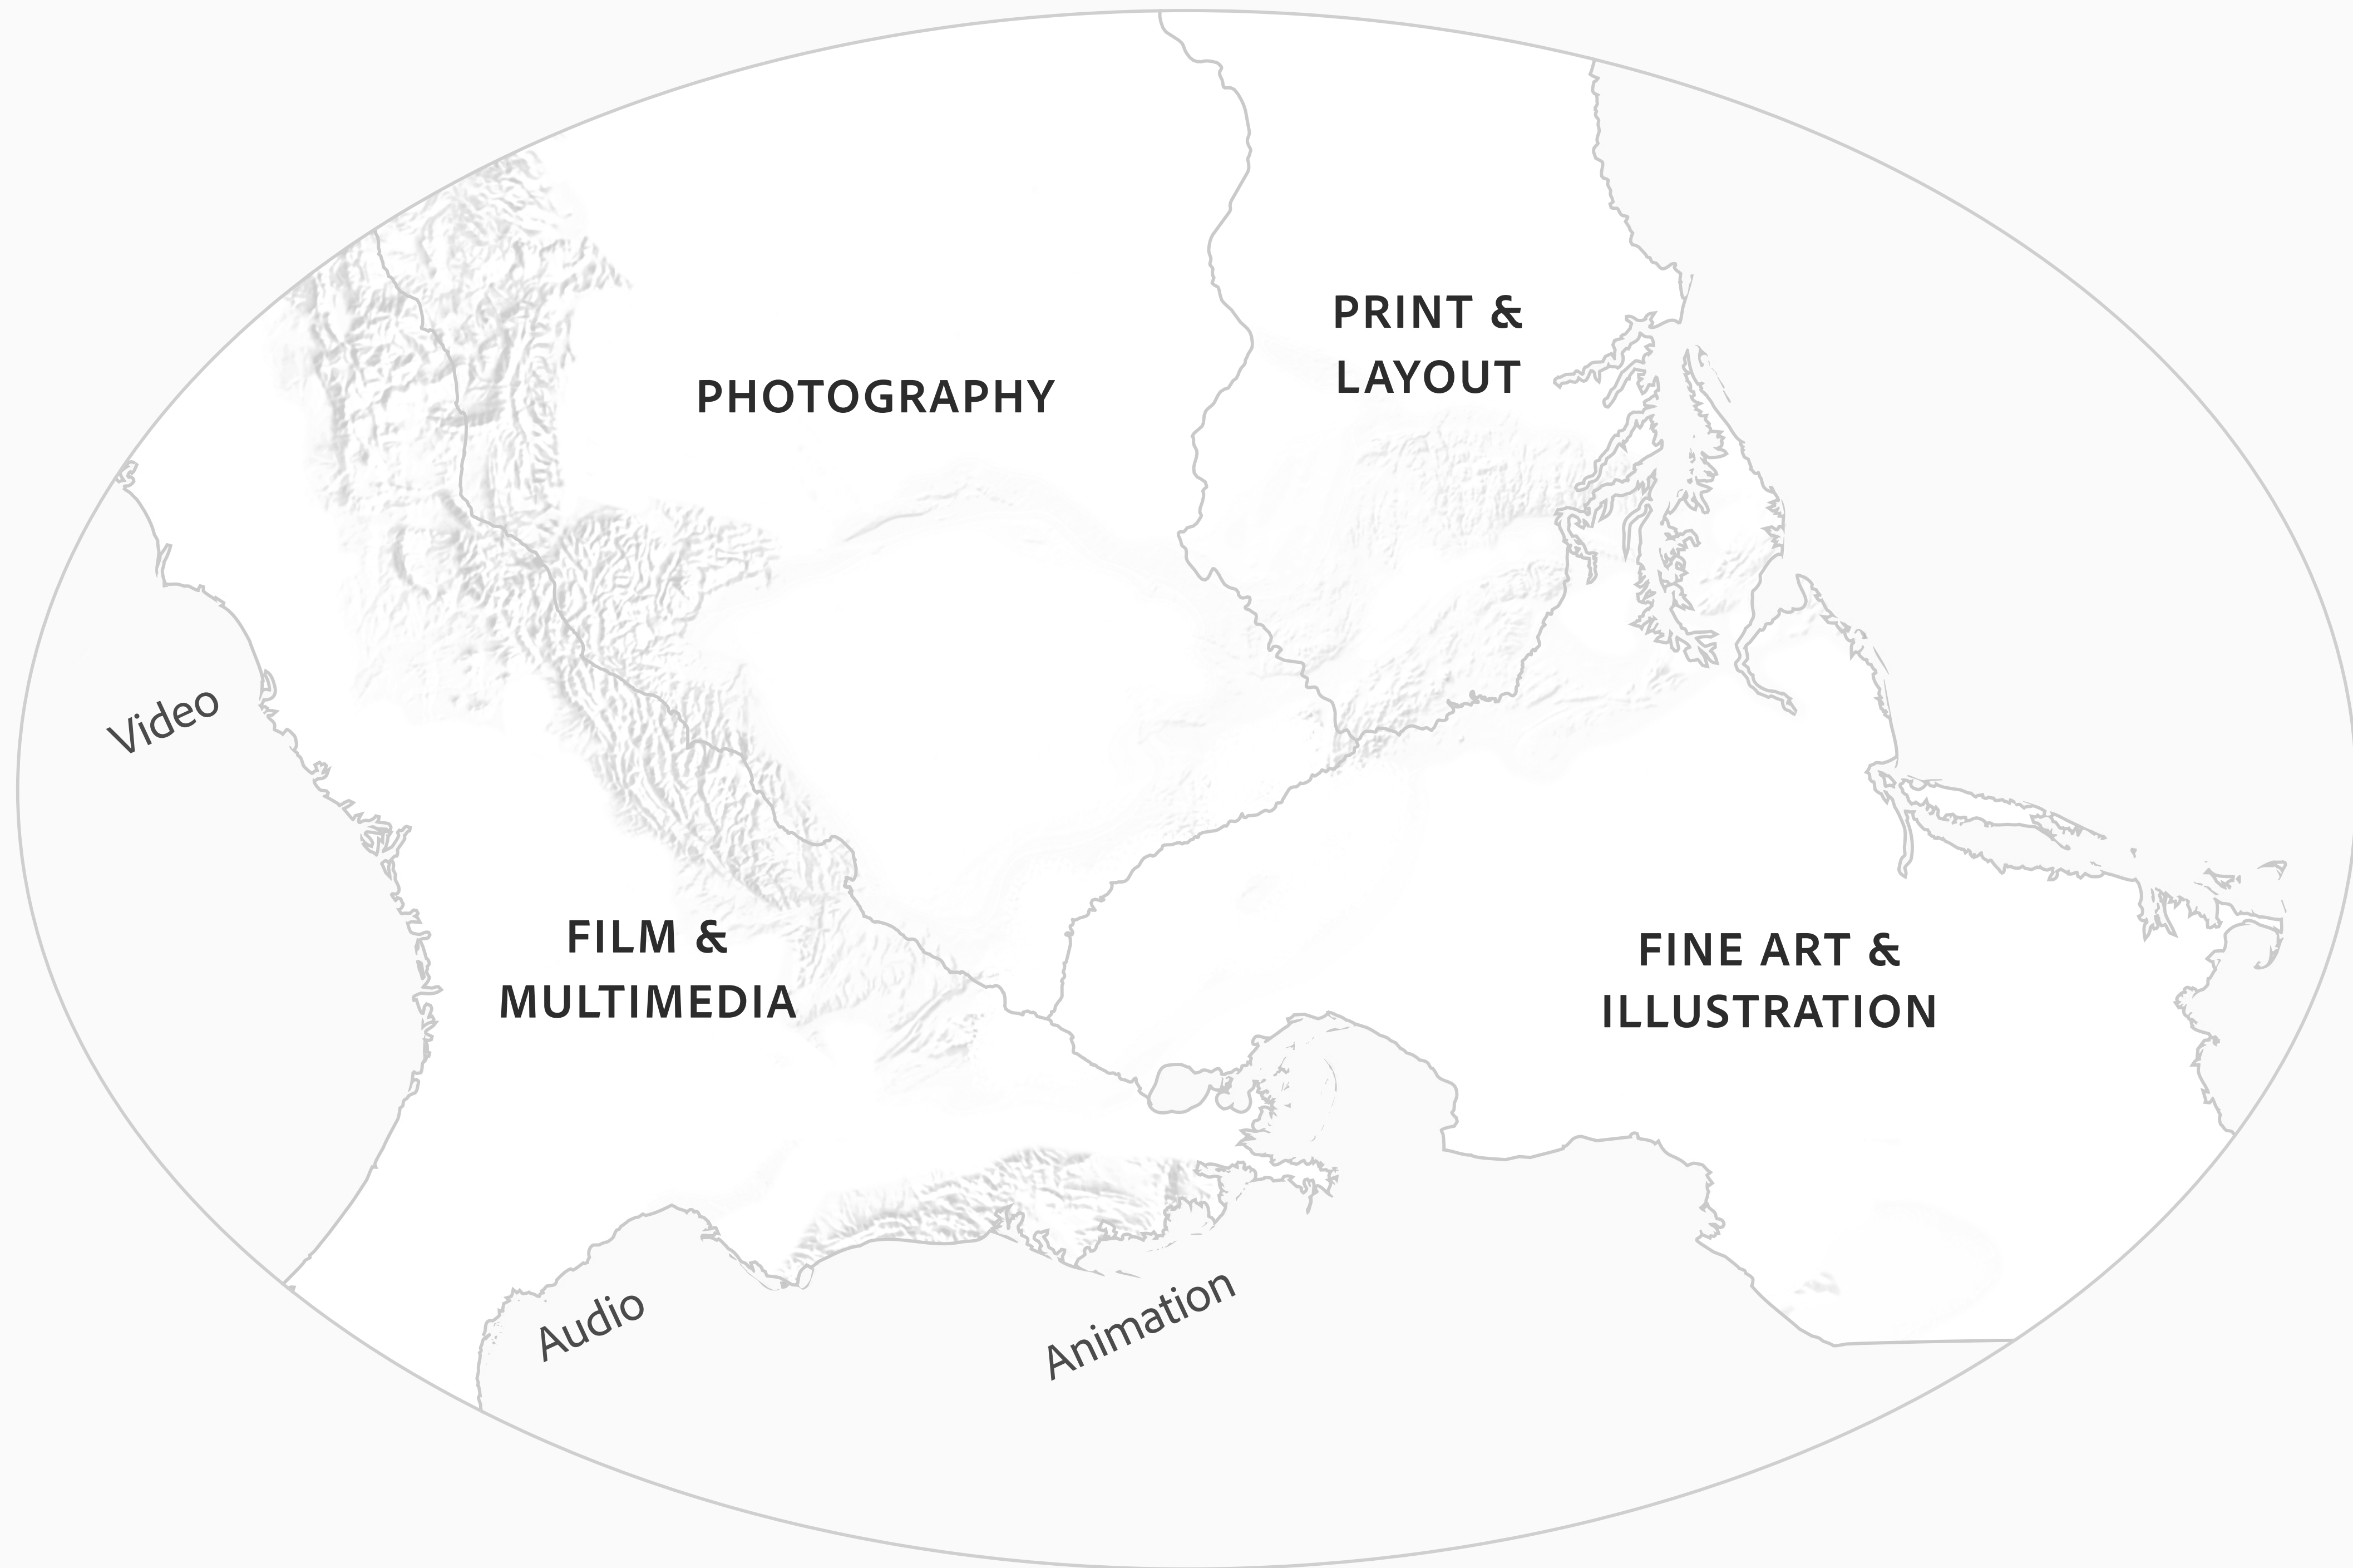 PHOTOGRAPHY
PRINT &
LAYOUT
Video
FILM &
MULTIMEDIA
FINE ART &
ILLUSTRATION
Audio
Animation